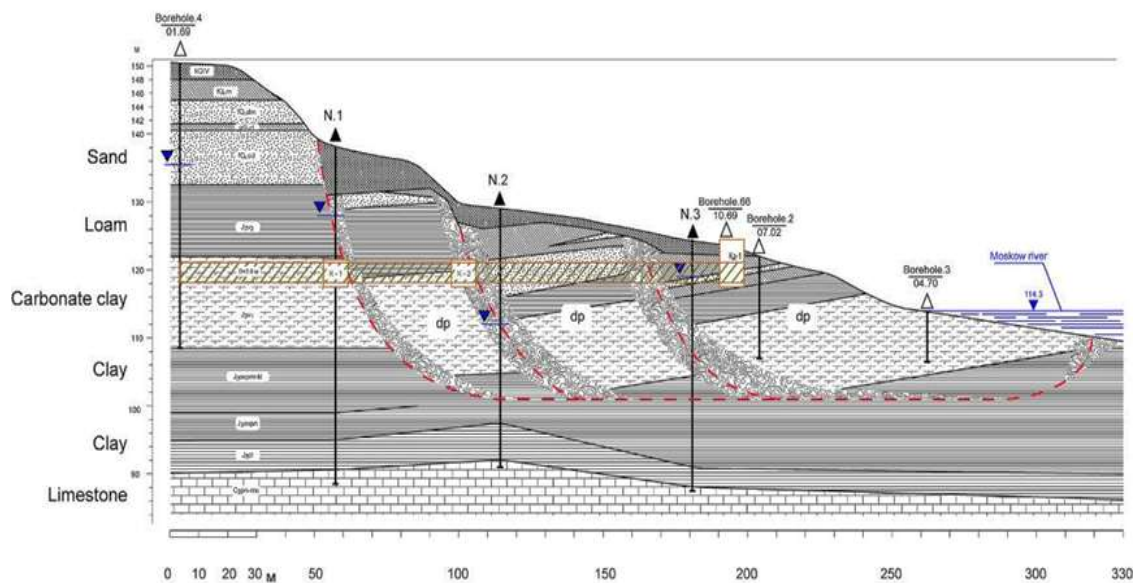 Borehole.4
01.69
M
150
148
146
144
142
140
130
120
110
100
90
Sand
Loam
Carbonate clay
Clay
Clay
Limestone
N.1
N.2
N.3
Borehole.66
10.69
Borehole.2
07.02
Borehole.3
04.70
Moskow river
114.3
K-1
K-2
dp
dp
dp
0 10 20 30 M 50 100 150 200 250 300 330